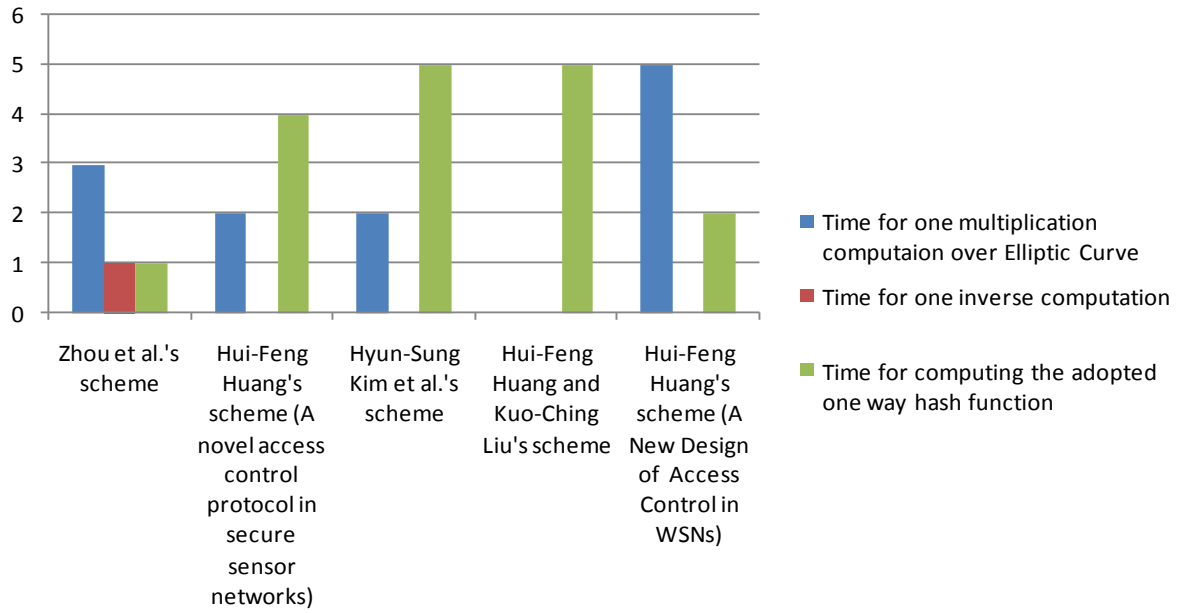 6
5
4
3
2
1
0
Zhou et al.'s
scheme
Hui-Feng
Huang's
scheme (A
novel access
control
protocol in
secure
sensor
networks)
Hyun-Sung
Kim et al.'s
scheme
Hui-Feng
Huang and
Kuo-Ching
Liu's scheme
Hui-Feng
Huang's
scheme (A
New Design
of Access
Control in
WSNs)
Time for one multiplication
computaion over Elliptic Curve
Time for one inverse computation
Time for computing the adopted
one way hash function